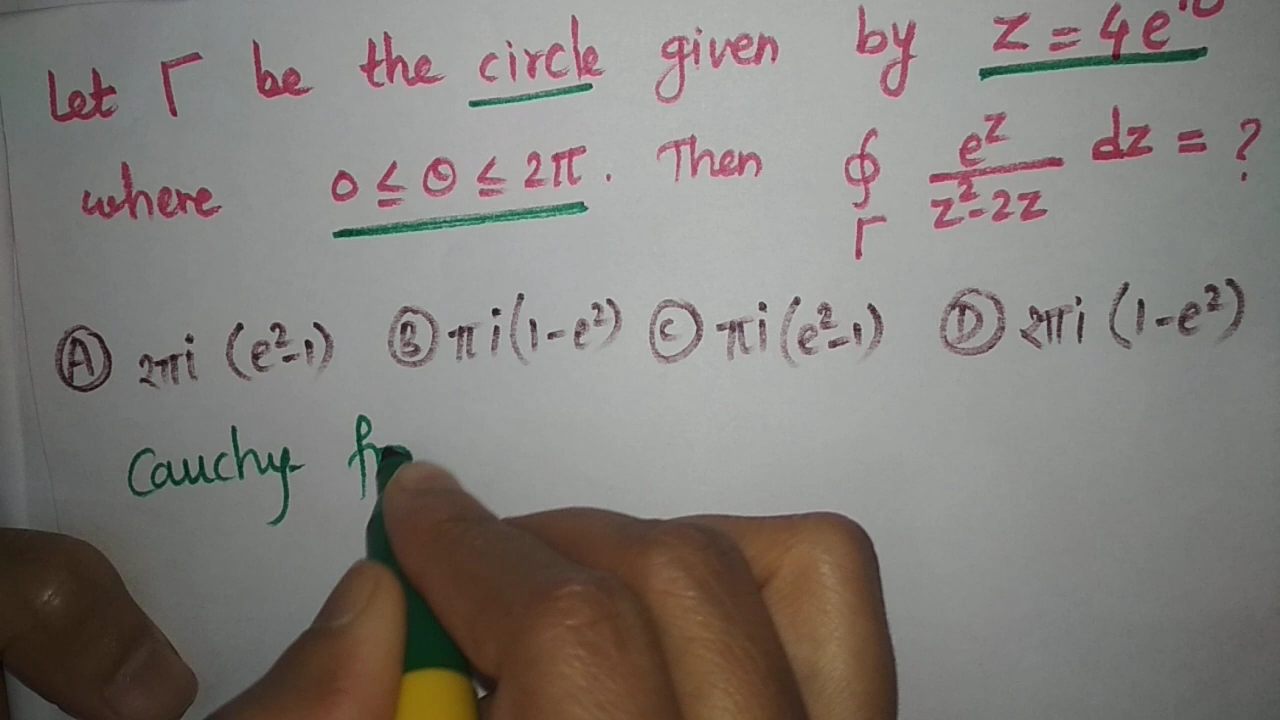 Let Γ be the circle given by z = 4e^iθ
where 0 ≤ θ ≤ 2π. Then ∮_Γ e^z/(z²-2z) dz = ?
Ⓐ 2πi (e²-1) Ⓑ πi(1-e²) Ⓒ πi(e²-1) Ⓓ 2πi (1-e²)
Cauchy